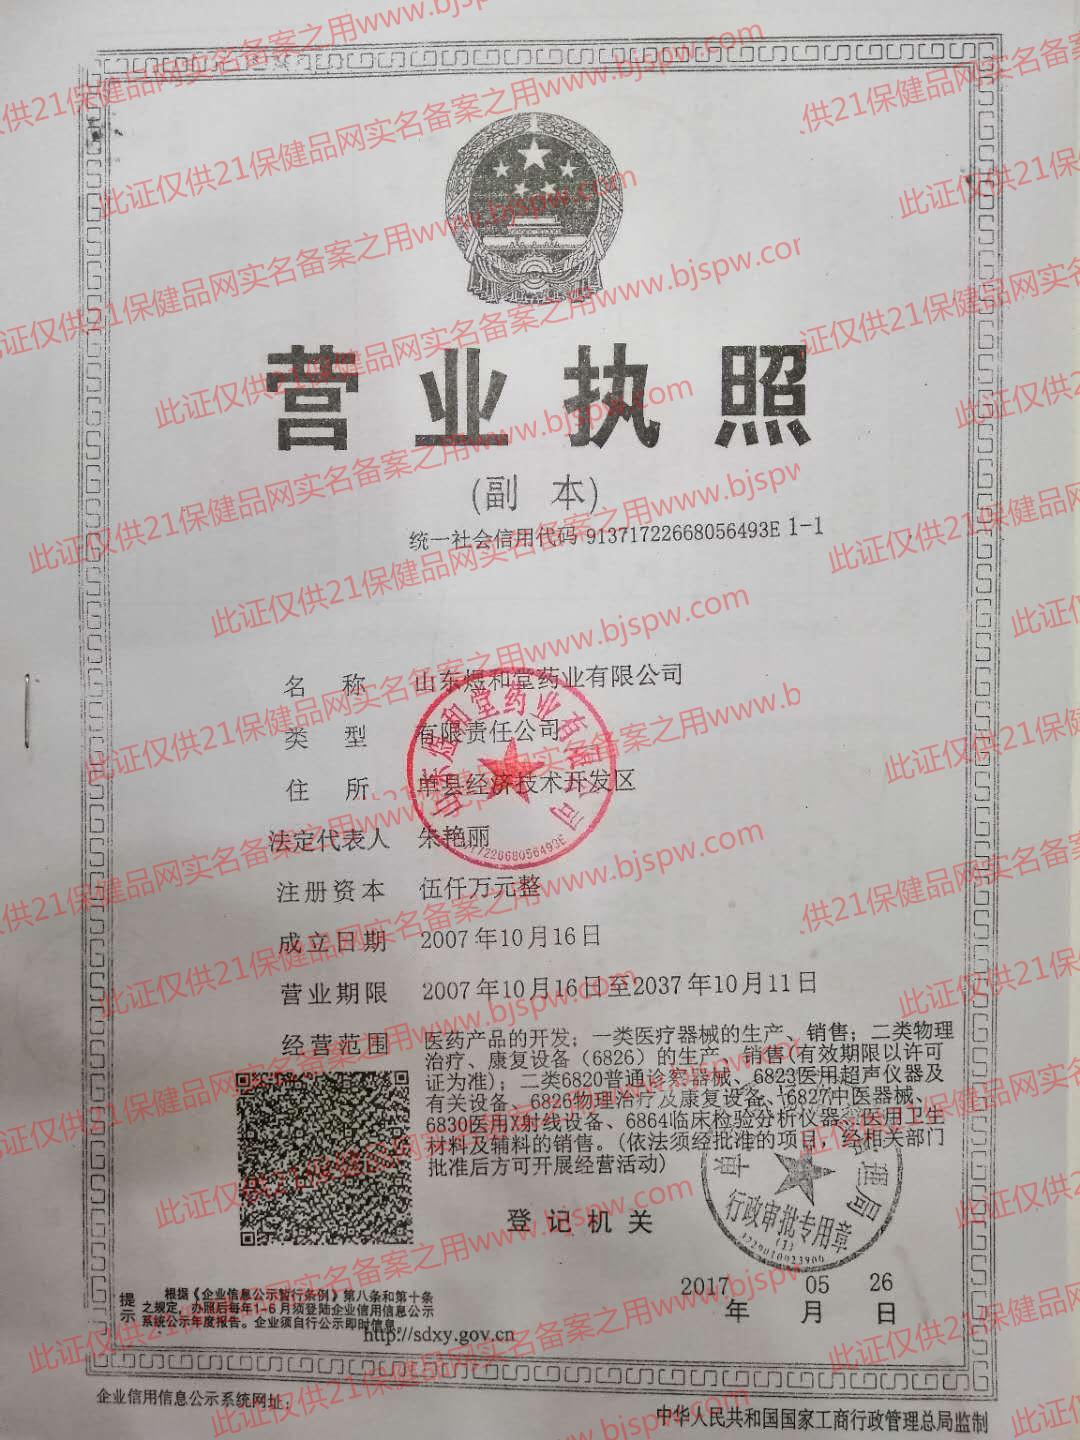 营业执照
(副 本)
统一社会信用代码 91371722668056493E 1-1
名 称 山东煜和堂药业有限公司
类 型 有限责任公司
住 所 单县经济技术开发区
法定代表人 朱艳丽
注册资本 伍仟万元整
成立日期 2007年10月16日
营业期限 2007年10月16日至2037年10月11日
经营范围 医药产品的开发；一类医疗器械的生产、销售；二类物理
治疗、康复设备（6826）的生产、销售(有效期限以许可
证为准)；二类6820普通诊察器械、6823医用超声仪器及
有关设备、6826物理治疗及康复设备、6827中医器械、
6830医用X射线设备、6864临床检验分析仪器、医用卫生
材料及辅料的销售。(依法须经批准的项目，经相关部门
批准后方可开展经营活动)
山东煜和堂药业有限公司
登记机关
行政审批专用章
(1)
2017 05 26
年 月 日
提示
根据《企业信息公示暂行条例》第八条和第十条
之规定，办照后每年1-6月须登陆企业信用信息公示
系统公示年度报告。企业须自行公示即时信息。
http://sdxy.gov.cn
企业信用信息公示系统网址：
中华人民共和国国家工商行政管理总局监制
此证仅供21保健品网实名备案之用www.bjspw.com